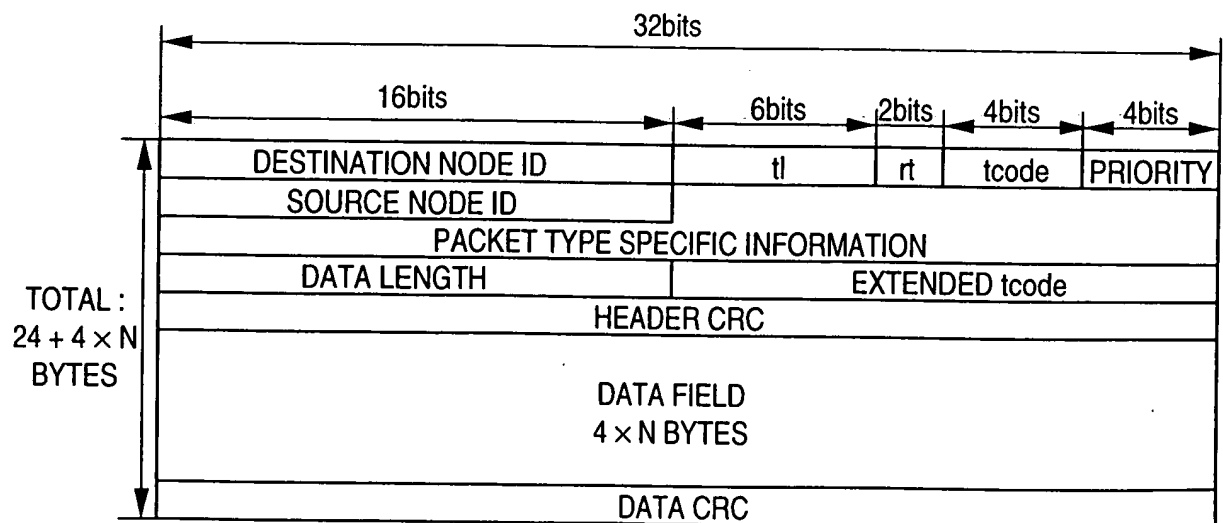 32bits
16bits
6bits
2bits
4bits
4bits
DESTINATION NODE ID
tl
rt
tcode
PRIORITY
SOURCE NODE ID
PACKET TYPE SPECIFIC INFORMATION
DATA LENGTH
EXTENDED tcode
HEADER CRC
TOTAL :
24 + 4 × N
BYTES
DATA FIELD
4 × N BYTES
DATA CRC